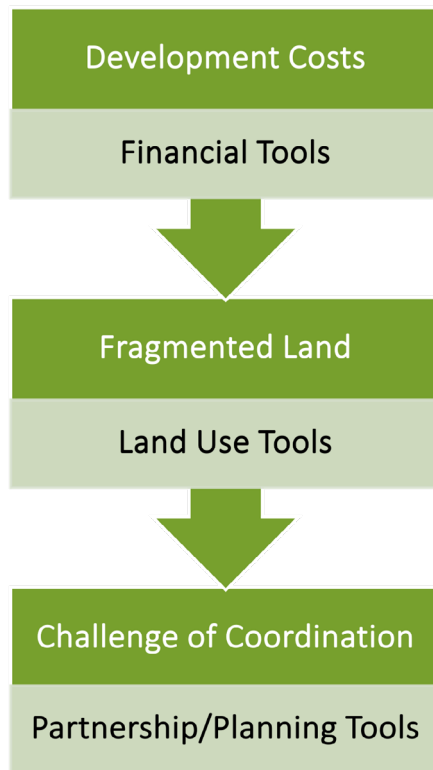 Development Costs
Financial Tools
Fragmented Land
Land Use Tools
Challenge of Coordination
Partnership/Planning Tools